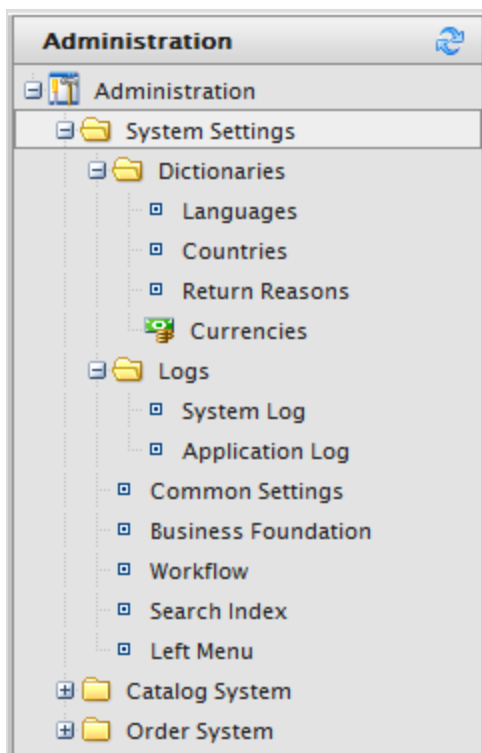 Administration
Administration
System Settings
Dictionaries
Languages
Countries
Return Reasons
Currencies
Logs
System Log
Application Log
Common Settings
Business Foundation
Workflow
Search Index
Left Menu
Catalog System
Order System